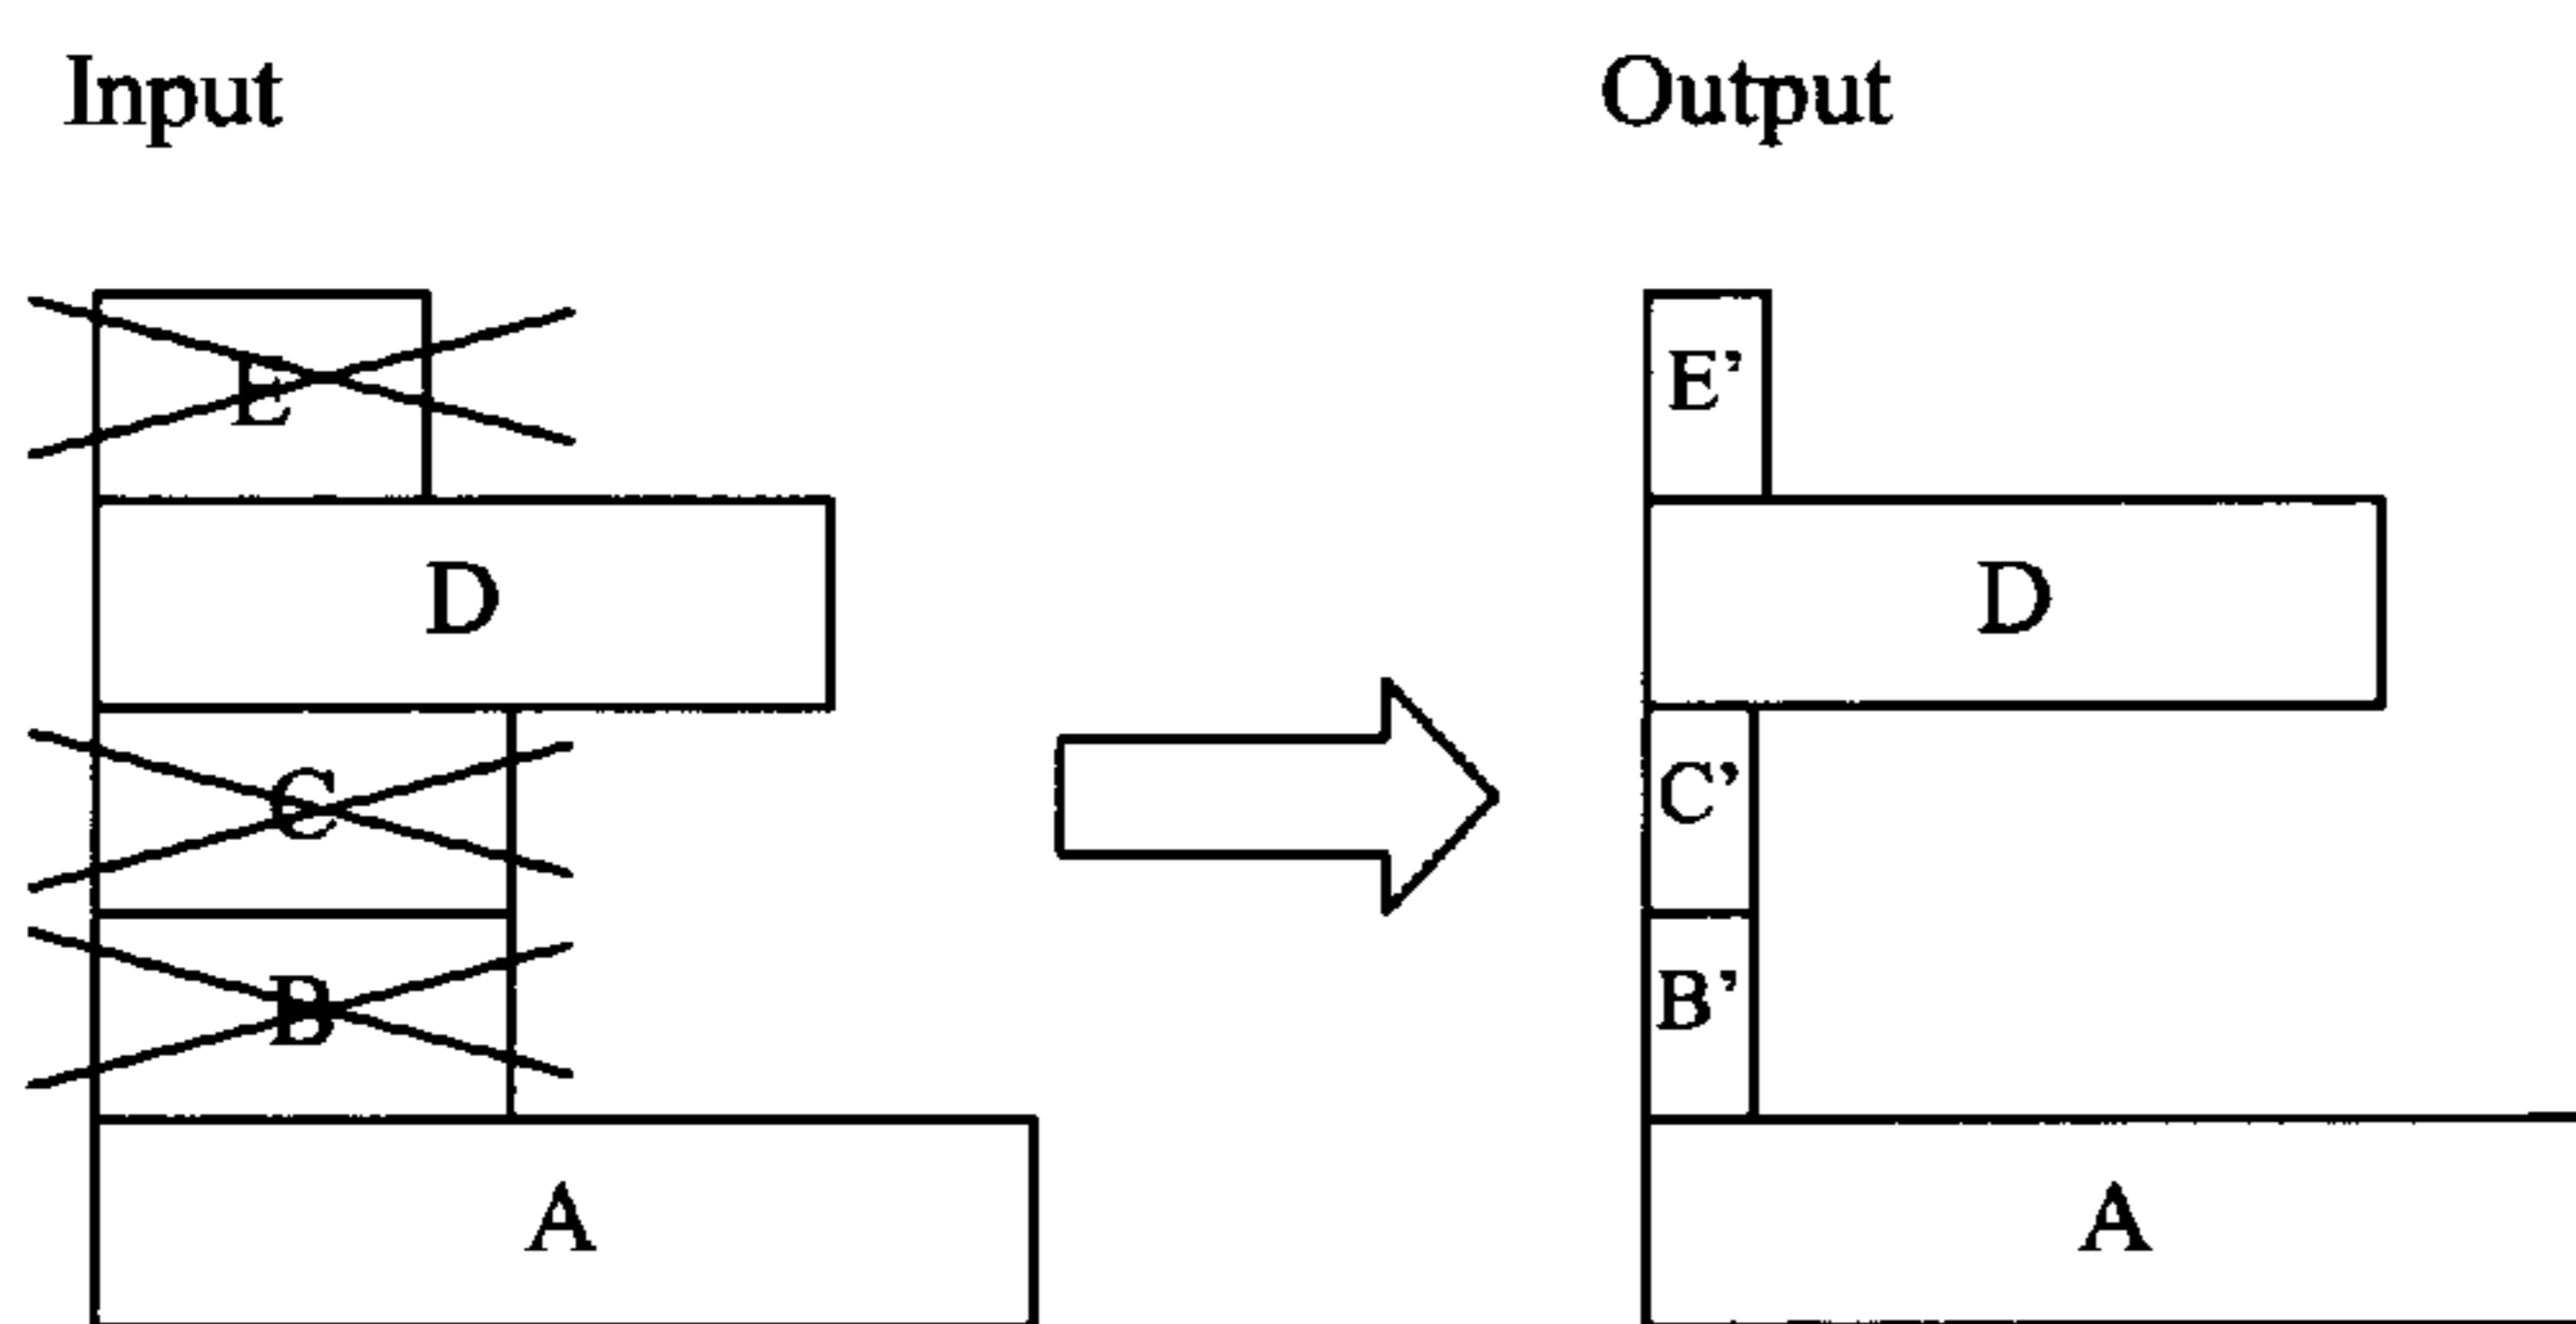 Input Output
E E’
D D
C C’
B B’
A A